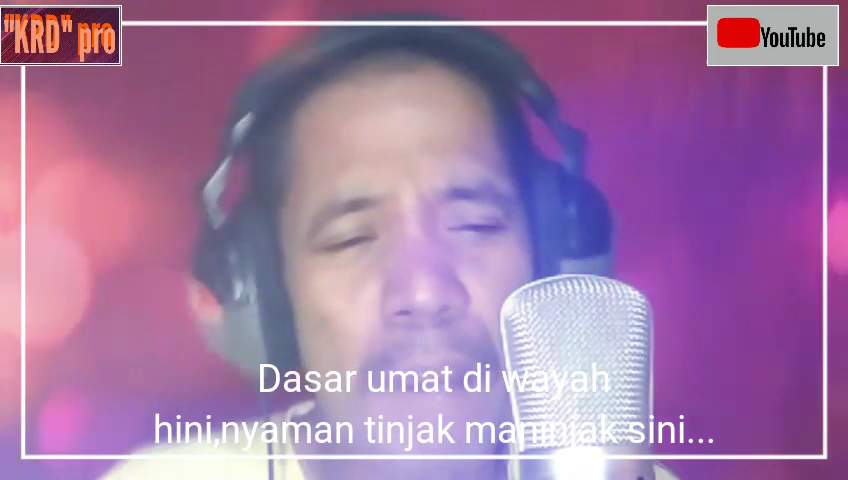 "KRD" pro
YouTube
Dasar umat di wayah
hini,nyaman tinjak maninjak sini...